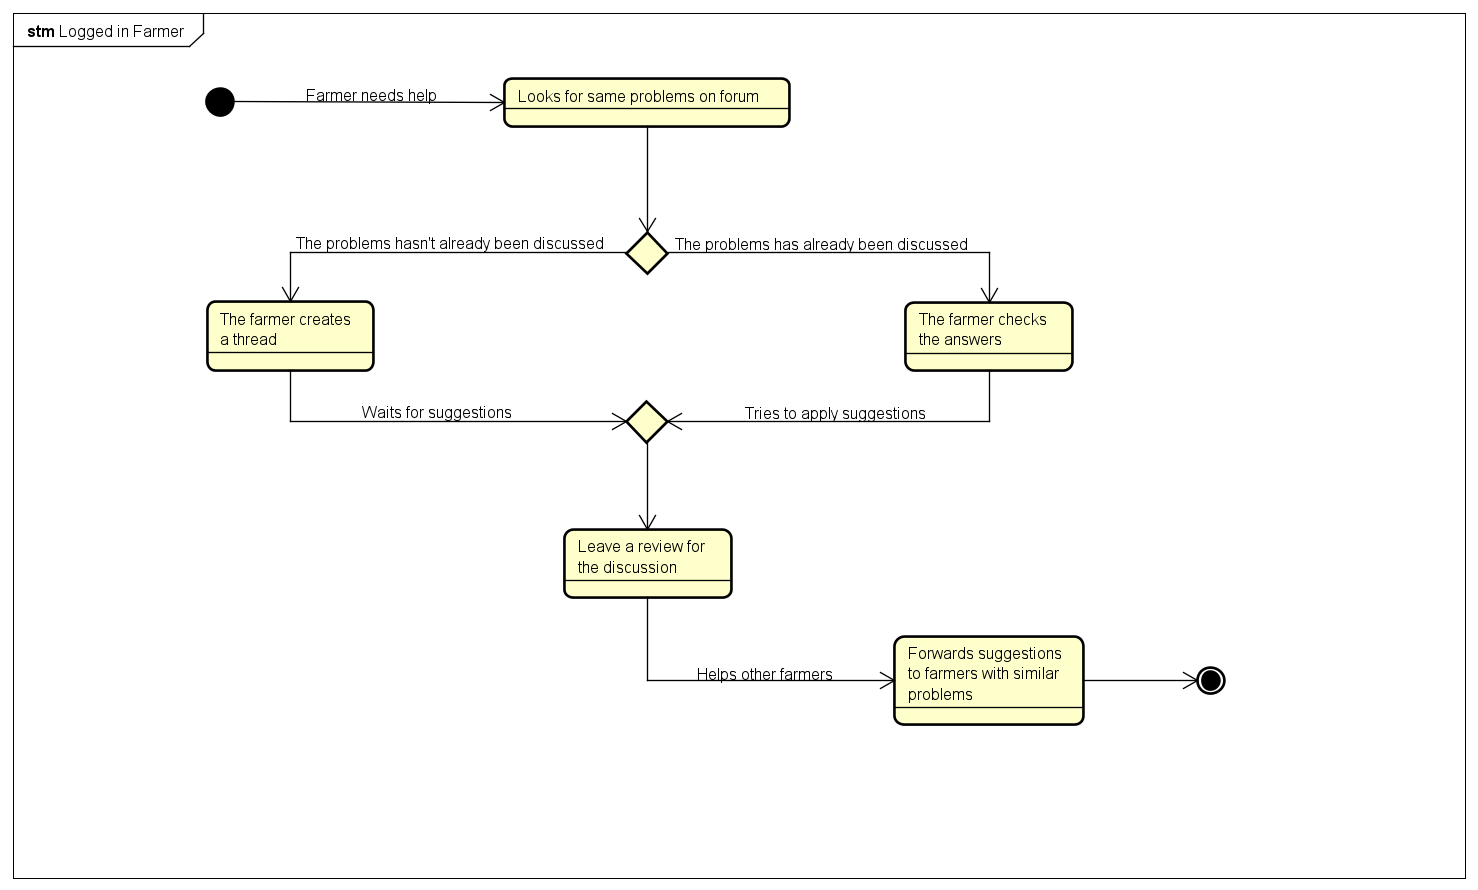 stm Logged in Farmer
Farmer needs help
Looks for same problems on forum
The problems hasn't already been discussed
The problems has already been discussed
The farmer creates
a thread
The farmer checks
the answers
Waits for suggestions
Tries to apply suggestions
Leave a review for
the discussion
Helps other farmers
Forwards suggestions
to farmers with similar
problems